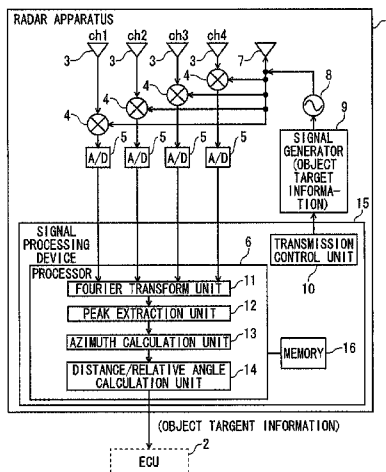 RADAR APPARATUS
ch1 ch2 ch3 ch4
3 3 3 3 7
4 4 4 4
8
9
5 5 5 5
A/D A/D A/D A/D
SIGNAL
GENERATOR
(OBJECT
TARGET
INFORMA-
TION)
15
SIGNAL
PROCESSING
DEVICE
6
TRANSMISSION
CONTROL UNIT
10
PROCESSOR
FOURIER TRANSFORM UNIT 11
PEAK EXTRACTION UNIT 12
AZIMUTH CALCULATION UNIT 13
DISTANCE/RELATIVE ANGLE
CALCULATION UNIT 14
MEMORY 16
(OBJECT TARGENT INFORMATION)
2
ECU